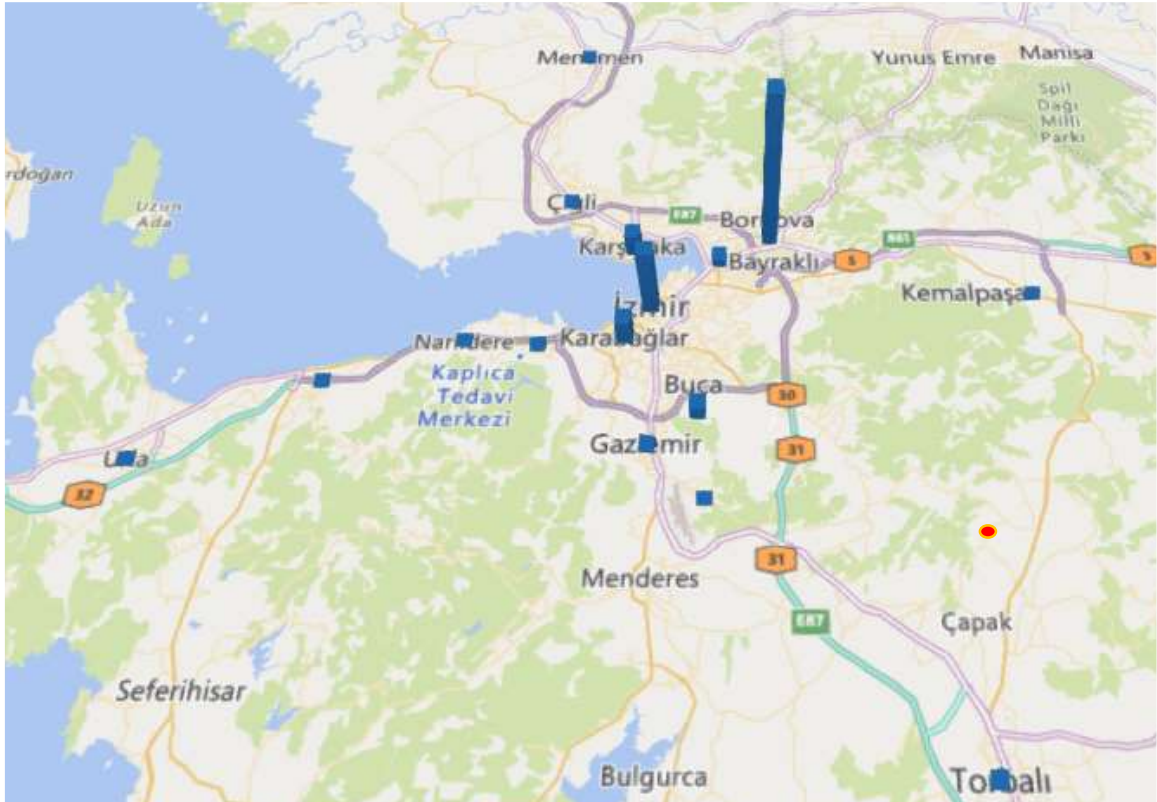 Menemen
Yunus Emre
Manisa
Spil
Dağı
Milli
Parkı
rdoğan
Uzun
Ada
Çiğli
E87
Bornova
Karşıyaka
Bayraklı
5
5
İzmir
Kemalpaşa
Narlıdere
Karabağlar
Kaplıca
Tedavi
Merkezi
Buca
30
Gaziemir
31
Urla
32
31
Menderes
E87
Çapak
Seferihisar
Bulgurca
Torbalı